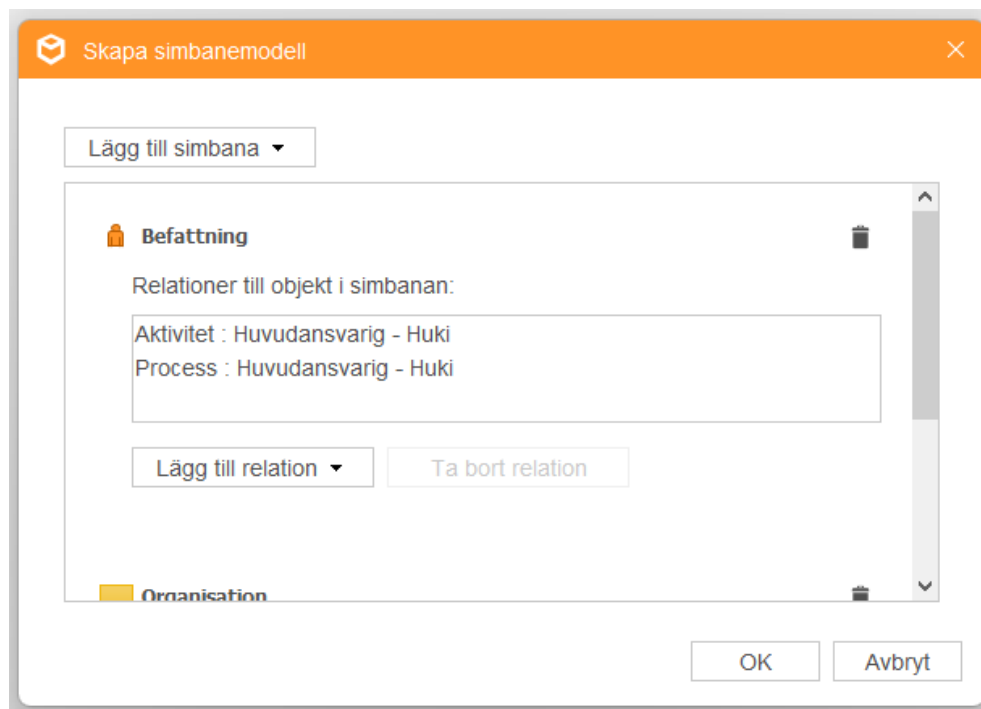 Skapa simbanemodell
Lägg till simbana
Befattning
Relationer till objekt i simbanan:
Aktivitet : Huvudansvarig - Huki
Process : Huvudansvarig - Huki
Lägg till relation
Ta bort relation
Organisation
OK
Avbryt